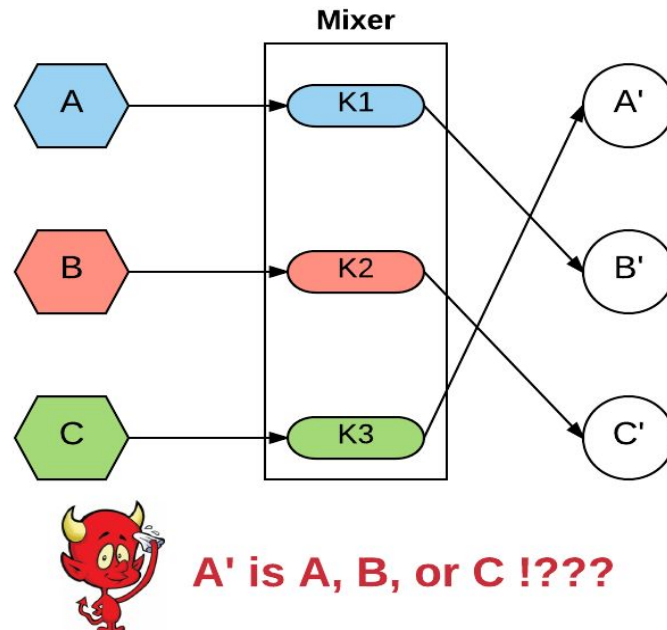 Mixer
A K1 A'
B K2 B'
C K3 C'
A' is A, B, or C !???